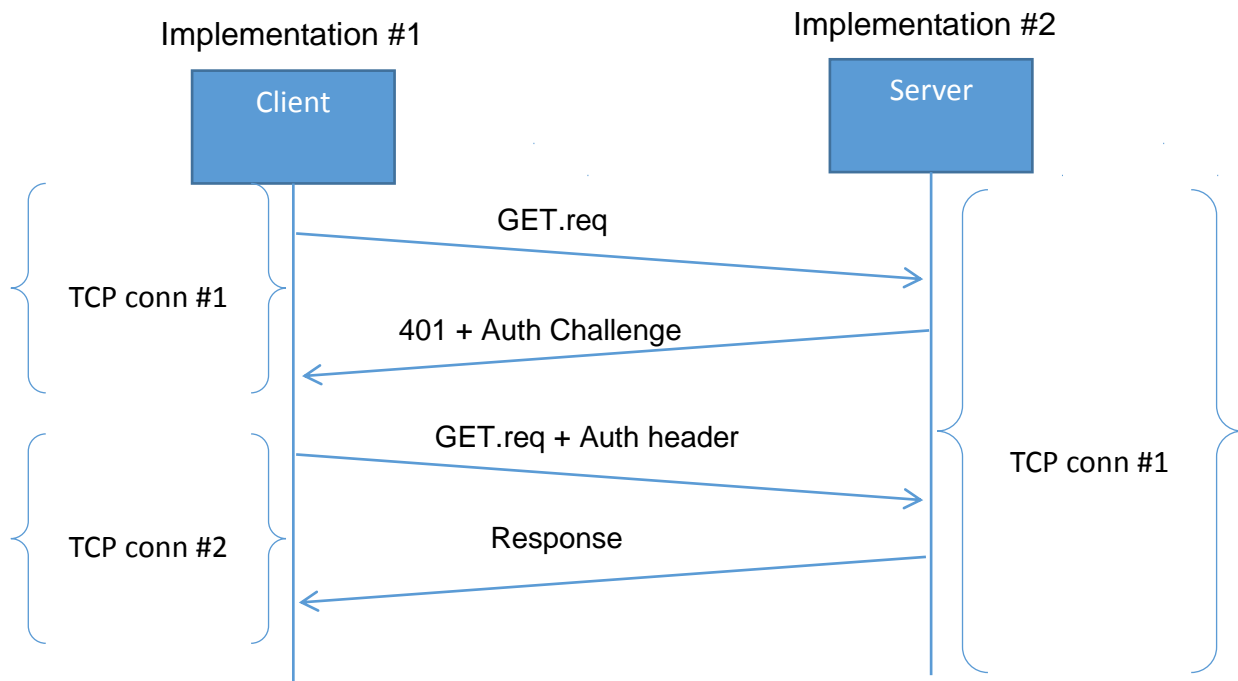 Implementation #1
Implementation #2
Client
Server
GET.req
TCP conn #1
401 + Auth Challenge
GET.req + Auth header
TCP conn #1
TCP conn #2
Response